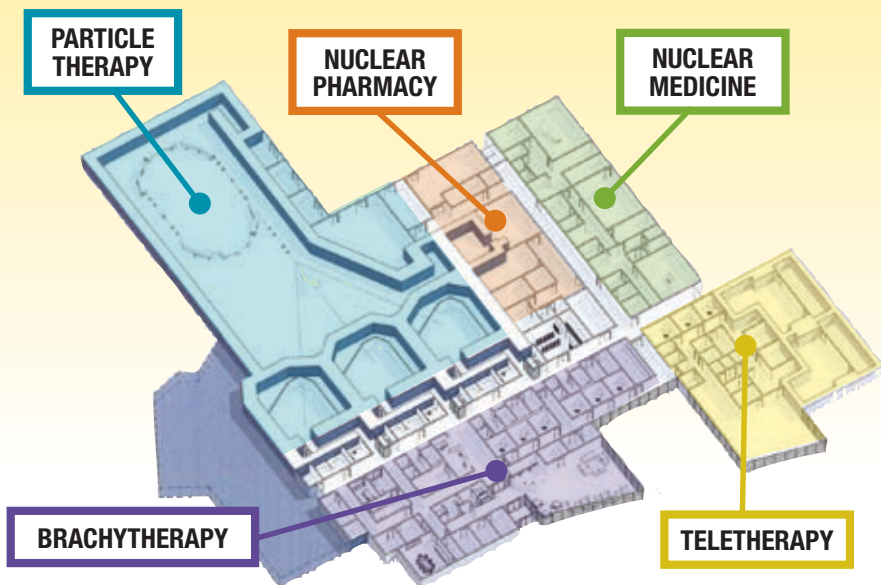 PARTICLE
THERAPY
NUCLEAR
PHARMACY
NUCLEAR
MEDICINE
BRACHYTHERAPY
TELETHERAPY